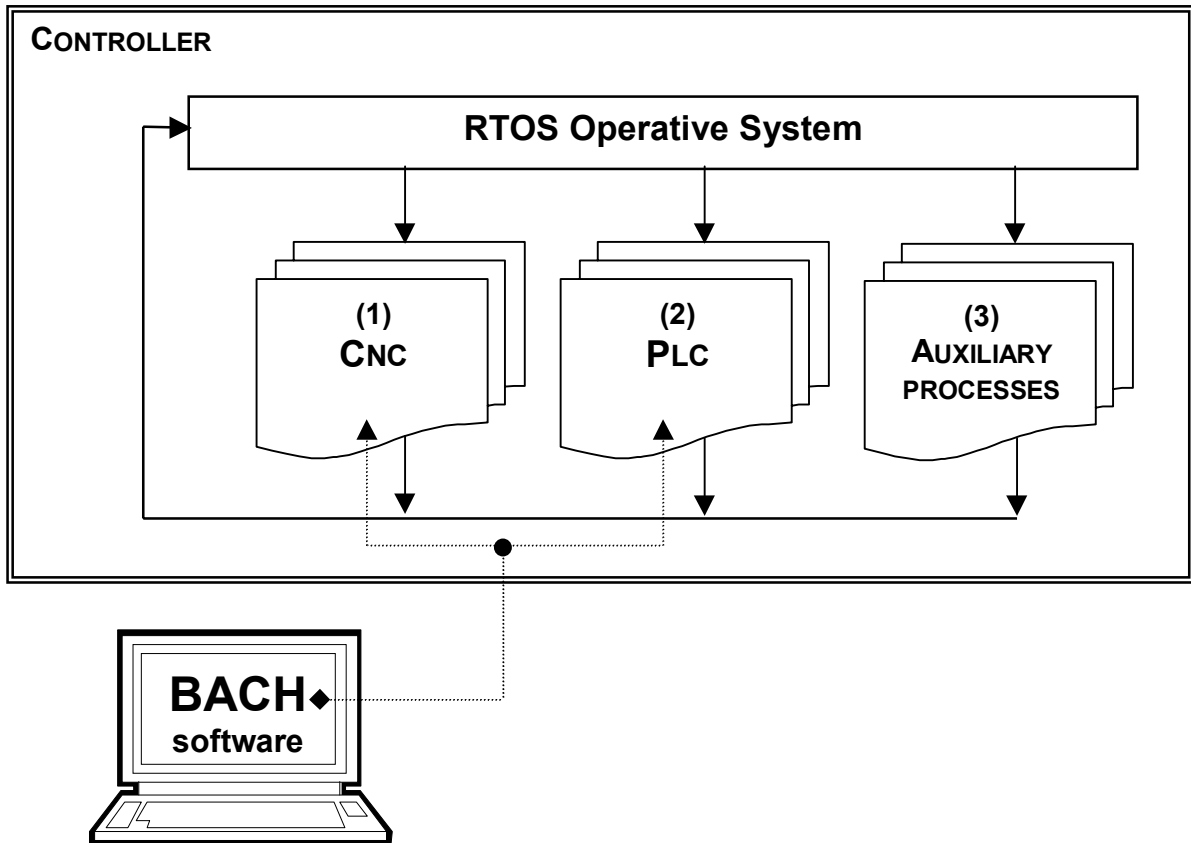 CONTROLLER
RTOS Operative System
(1)
CNC
(2)
PLC
(3)
AUXILIARY
PROCESSES
BACH
software